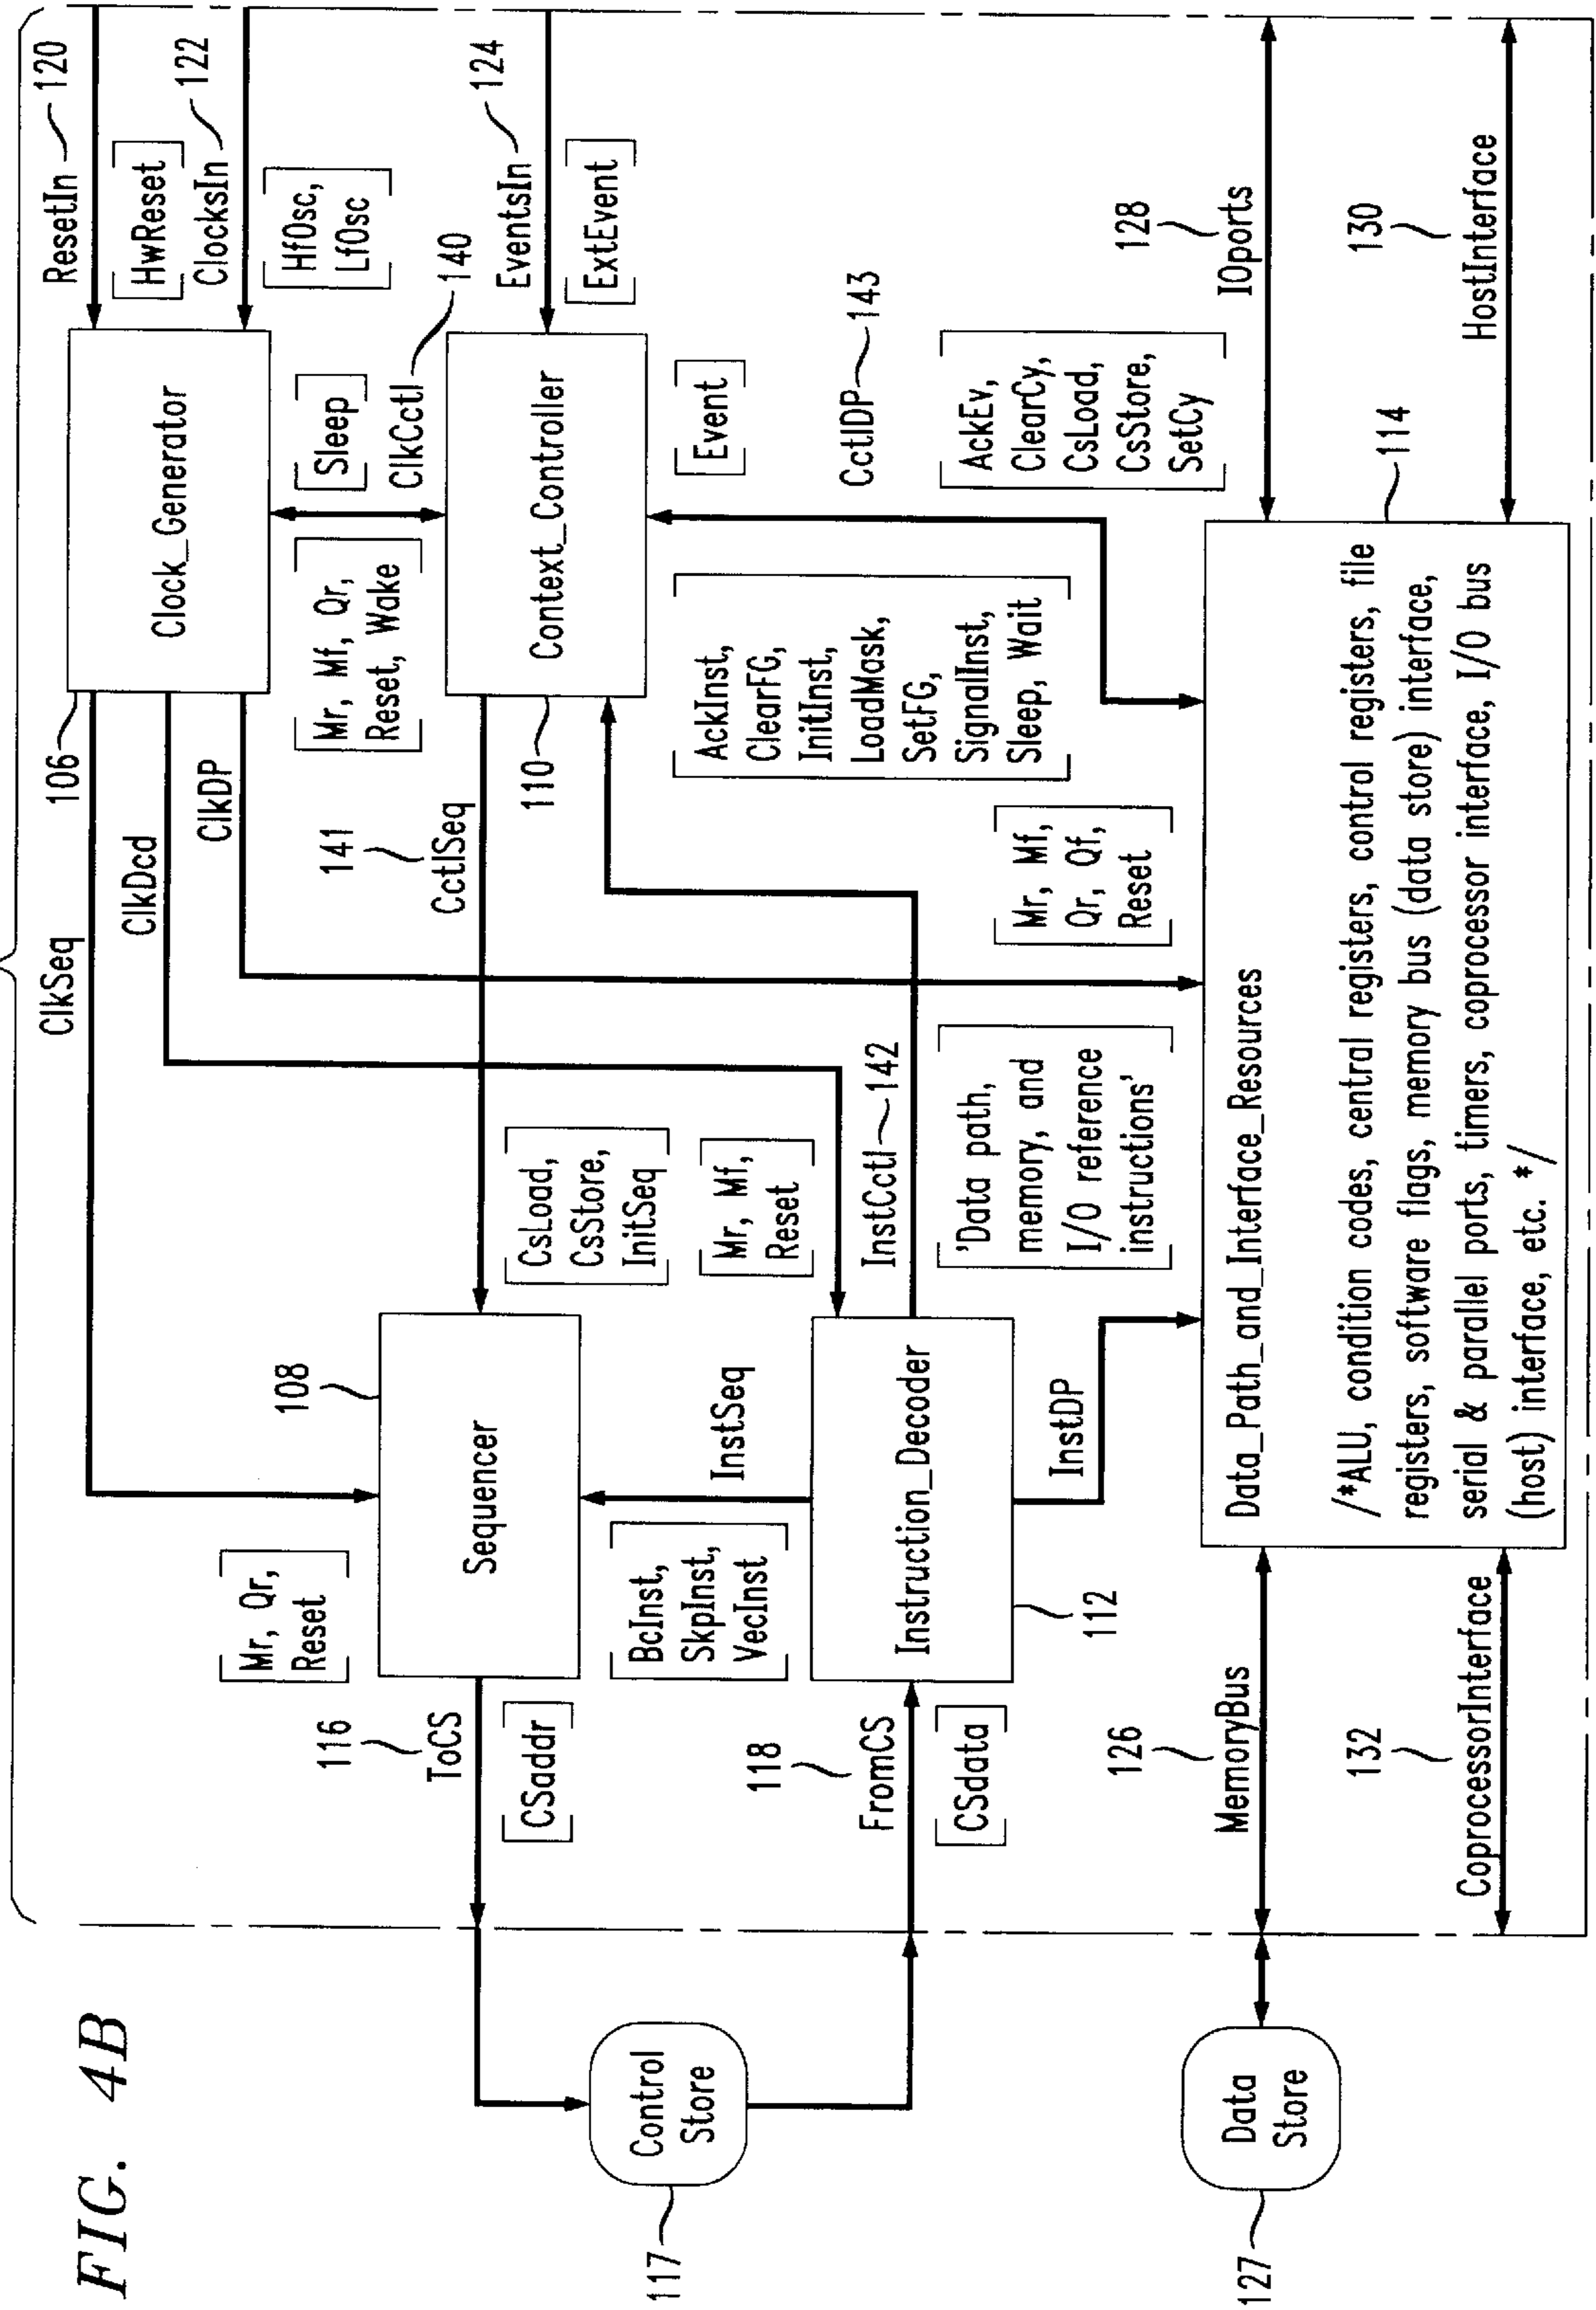 FIG. 4B
ResetIn
120
[HwReset]
ClocksIn
122
[HfOsc,
LfOsc]
Clock_Generator
106
ClkSeq
ClkDcd
ClkDP
[Sleep]
ClkCctl
140
[Mr, Mf, Qr,
Reset, Wake]
EventsIn
124
[ExtEvent]
Context_Controller
110
141
CctlSeq
[Event]
CctlDP
143
[AckEv,
ClearCy,
CsLoad,
CsStore,
SetCy]
[AckInst,
ClearFG,
InitInst,
LoadMask,
SetFG,
SignalInst,
Sleep, Wait]
[Mr, Mf,
Qr, Qf,
Reset]
[Mr, Qr,
Reset]
108
Sequencer
[CsLoad,
CsStore,
InitSeq]
[Mr, Mf,
Reset]
InstCctl
142
116
ToCS
[CSaddr]
[BcInst,
SkpInst,
VecInst]
InstSeq
118
FromCS
[CSdata]
Instruction_Decoder
112
InstDP
['Data path,
memory, and
I/O reference
instructions']
Control
Store
117
Data
Store
127
126
MemoryBus
132
CoprocessorInterface
128
IOports
130
HostInterface
114
Data_Path_and_Interface_Resources
/*ALU, condition codes, central registers, control registers, file
registers, software flags, memory bus (data store) interface,
serial & parallel ports, timers, coprocessor interface, I/O bus
(host) interface, etc. */